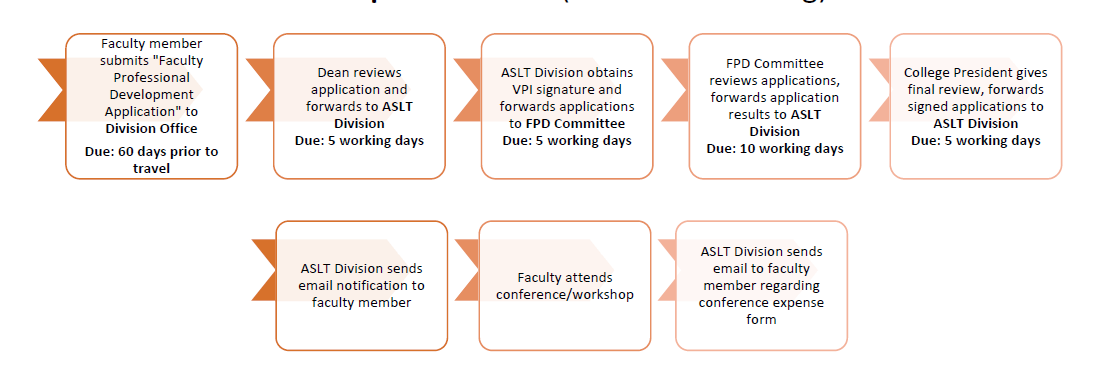 Faculty member
submits "Faculty
Professional
Development
Application" to
Division Office
Due: 60 days prior to
travel
Dean reviews
application and
forwards to ASLT
Division
Due: 5 working days
ASLT Division obtains
VPI signature and
forwards applications
to FPD Committee
Due: 5 working days
FPD Committee
reviews applications,
forwards application
results to ASLT
Division
Due: 10 working days
College President gives
final review, forwards
signed applications to
ASLT Division
Due: 5 working days
ASLT Division sends
email notification to
faculty member
Faculty attends
conference/workshop
ASLT Division sends
email to faculty
member regarding
conference expense
form